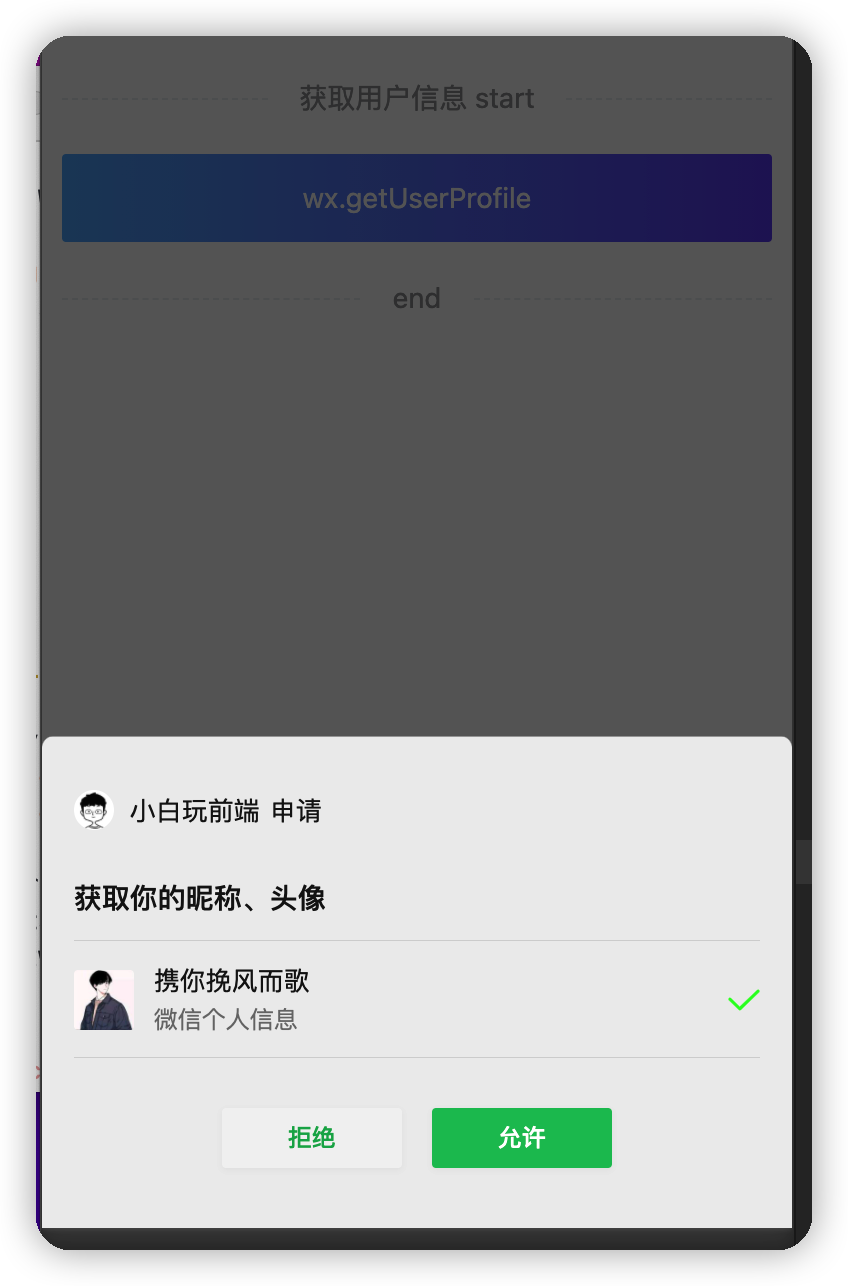 获取用户信息 start
wx.getUserProfile
end
小白玩前端 申请
获取你的昵称、头像
携你挽风而歌
微信个人信息
拒绝 允许